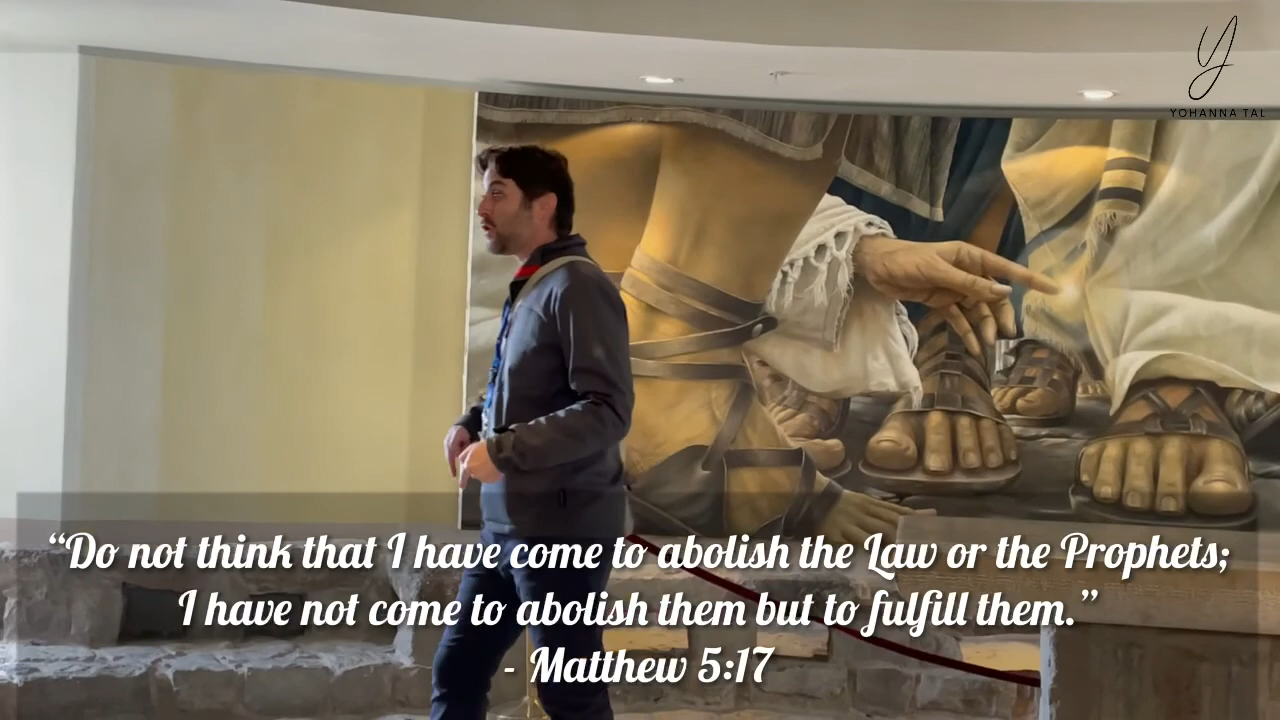 Y
YOHANNA TAL
“Do not think that I have come to abolish the Law or the Prophets;
I have not come to abolish them but to fulfill them.”
- Matthew 5:17